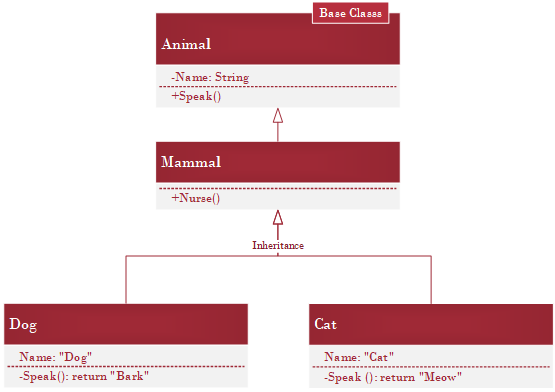 Base Classs
Animal
-Name: String
+Speak()
Mammal
+Nurse()
Inheritance
Dog
Name: "Dog"
-Speak(): return "Bark"
Cat
Name: "Cat"
-Speak (): return "Meow"